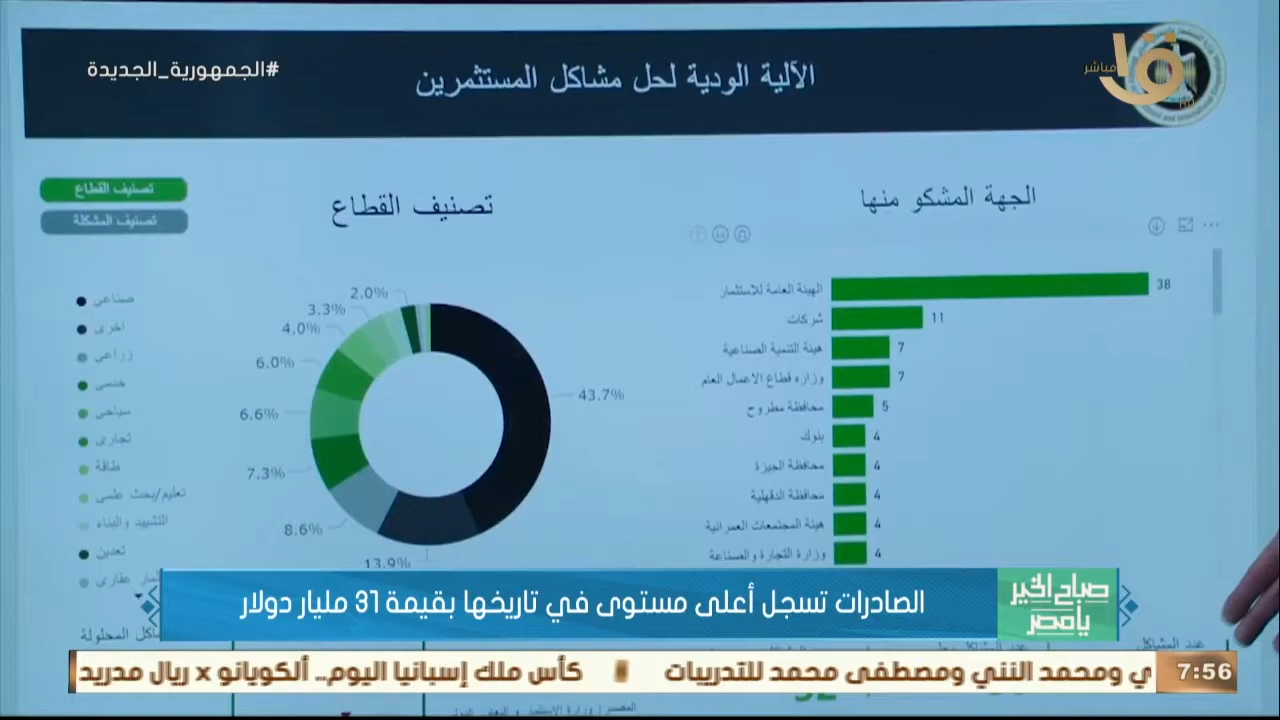 #الجمهورية_الجديدة
الآلية الودية لحل مشاكل المستثمرين
مباشر
HD
تصنيف القطاع
تصنيف المشكلة
تصنيف القطاع
الجهة المشكو منها
صناعي
اخرى
زراعي
خدمي
سياحي
تجاري
طاقة
تعليم/بحث علمي
التشييد والبناء
تعدين
43.7%
13.9%
8.6%
7.3%
6.6%
6.0%
4.0%
3.3%
2.0%
الهيئة العامة للاستثمار 38
شركات 11
هيئة التنمية الصناعية 7
وزارة قطاع الاعمال العام 7
محافظة مطروح 5
بنوك 4
محافظة الجيزة 4
محافظة الدقهلية 4
هيئة المجتمعات العمرانية 4
وزارة التجارة والصناعة 4
صباح الخير
يا مصر
الصادرات تسجل أعلى مستوى في تاريخها بقيمة 31 مليار دولار
7:56
ي ومحمد النني ومصطفى محمد للتدريبات
كأس ملك إسبانيا اليوم.. ألكويانو x ريال مدريد